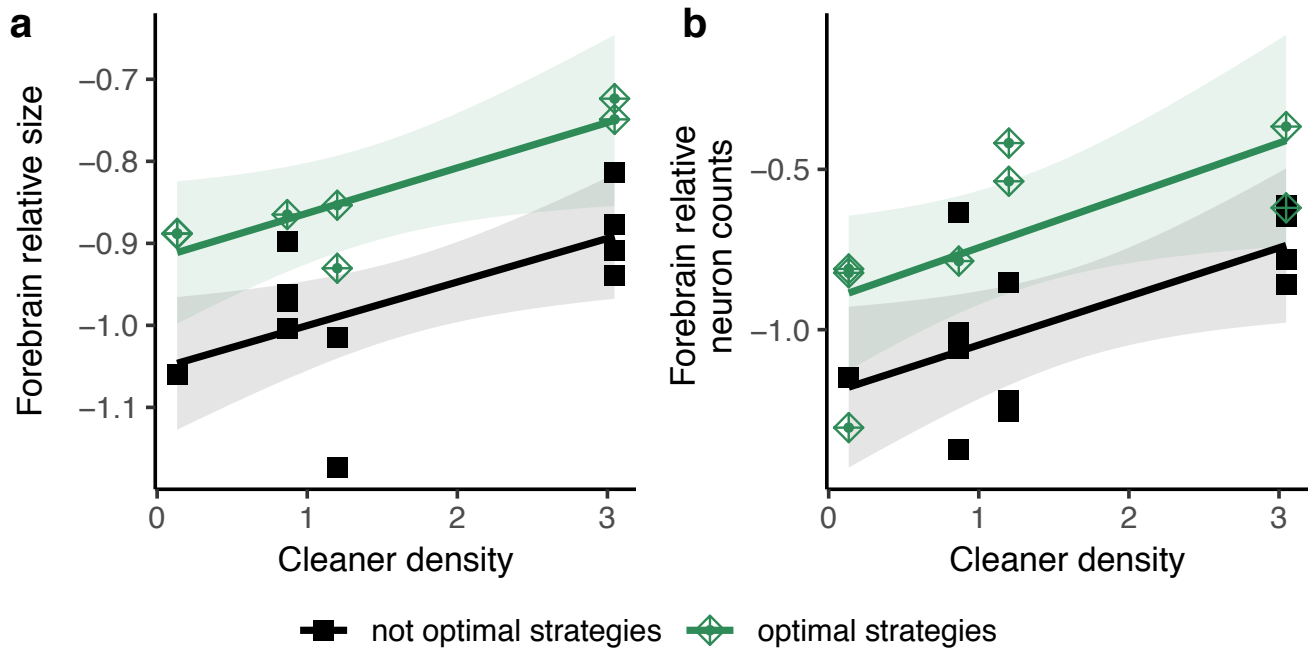 a
Forebrain relative size
−0.7
−0.8
−0.9
−1.0
−1.1
0 1 2 3
Cleaner density
b
Forebrain relative
neuron counts
−0.5
−1.0
0 1 2 3
Cleaner density
not optimal strategies optimal strategies